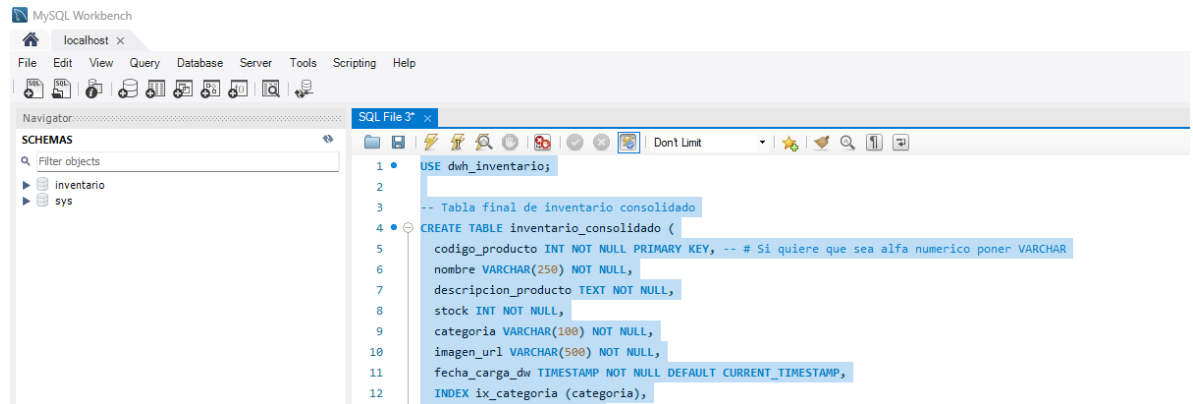 MySQL Workbench
localhost ×
File Edit View Query Database Server Tools Scripting Help
Navigator
SCHEMAS
Filter objects
inventario
sys
SQL File 3* ×
Don't Limit
1 USE dwh_inventario;
2
3 -- Tabla final de inventario consolidado
4 CREATE TABLE inventario_consolidado (
5 codigo_producto INT NOT NULL PRIMARY KEY, -- # Si quiere que sea alfa numerico poner VARCHAR
6 nombre VARCHAR(250) NOT NULL,
7 descripcion_producto TEXT NOT NULL,
8 stock INT NOT NULL,
9 categoria VARCHAR(100) NOT NULL,
10 imagen_url VARCHAR(500) NOT NULL,
11 fecha_carga_dw TIMESTAMP NOT NULL DEFAULT CURRENT_TIMESTAMP,
12 INDEX ix_categoria (categoria),